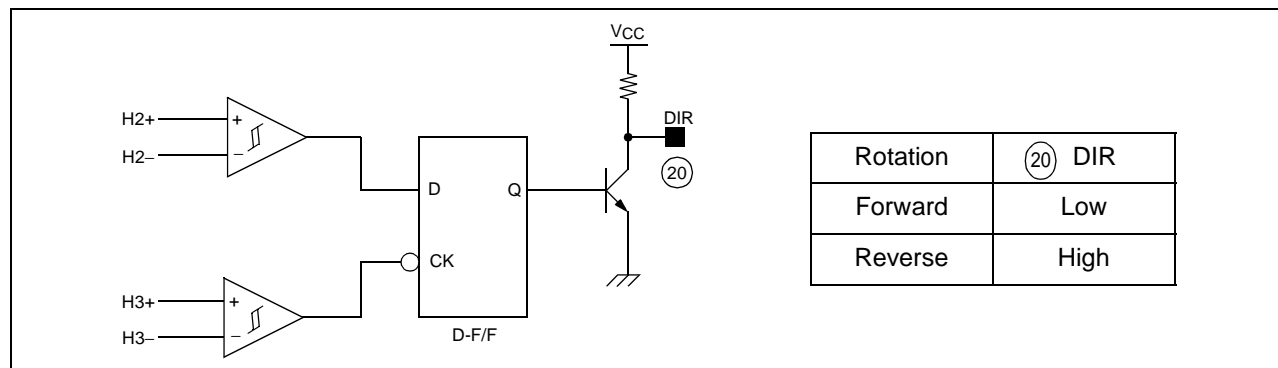 VCC
H2+
+
H2−
−
DIR
20
D
Q
CK
H3+
+
H3−
−
D-F/F
Rotation 20 DIR
Forward Low
Reverse High